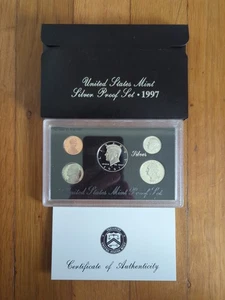 United States Mint
Silver Proof Set • 1997
Silver
United States Mint Proof Set
Certificate of Authenticity